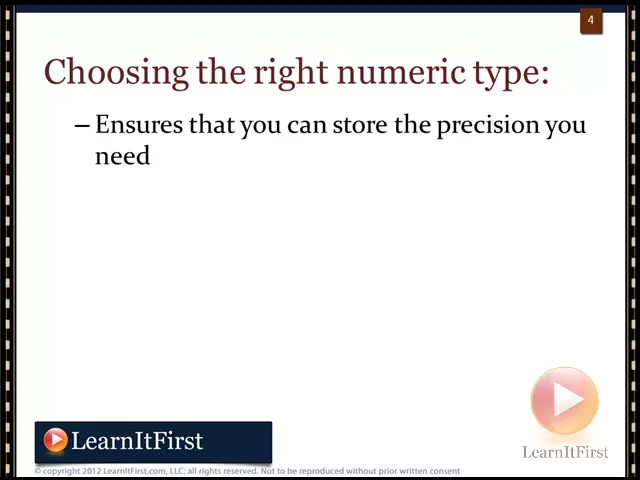 4
Choosing the right numeric type:
– Ensures that you can store the precision you
need
LearnItFirst
LearnItFirst
© copyright 2012 LearnItFirst.com, LLC; all rights reserved. Not to be reproduced without prior written consent